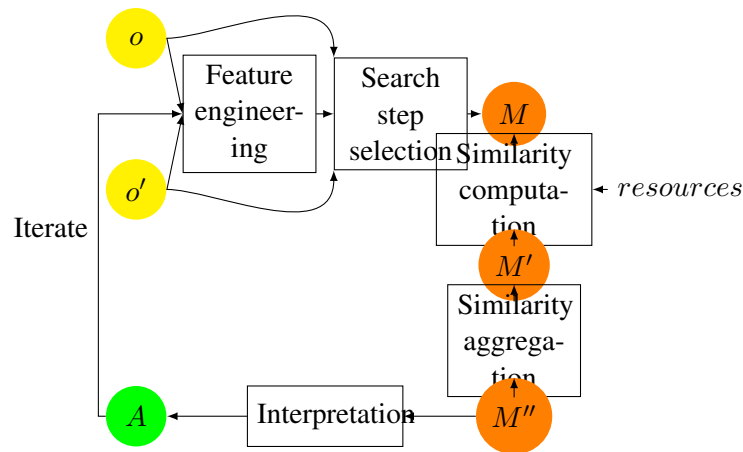 o
Feature
engineer-
ing
Search
step
selection
M
Similarity
computa-
tion
resources
o′
Iterate
M′
Similarity
aggrega-
tion
A
Interpretation
M′′